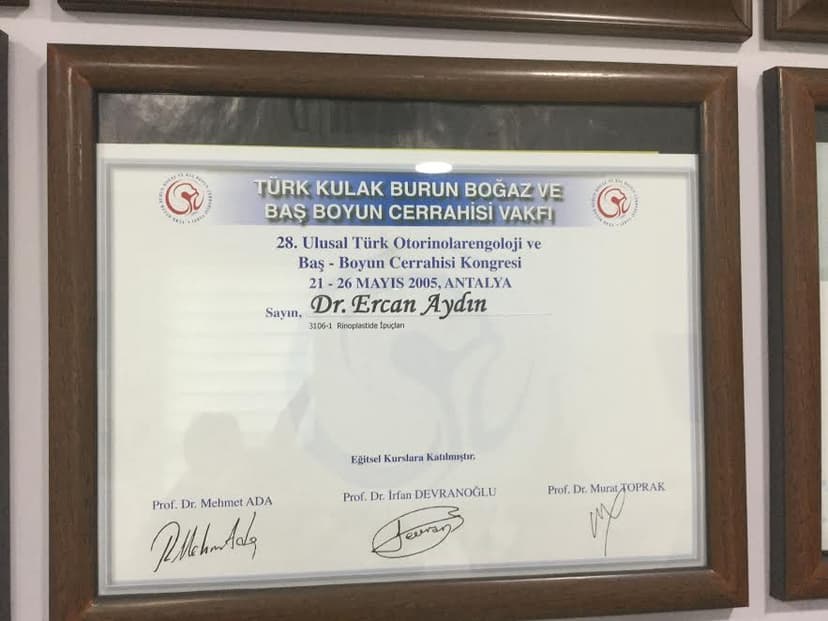 TÜRK KULAK BURUN BOĞAZ VE
BAŞ BOYUN CERRAHİSİ VAKFI
28. Ulusal Türk Otorinolarengoloji ve
Baş - Boyun Cerrahisi Kongresi
21 - 26 MAYIS 2005, ANTALYA
Sayın, Dr. Ercan Aydın
3106-1 Rinoplastide İpuçları
Eğitsel Kurslara Katılmıştır.
Prof. Dr. Mehmet ADA
Prof. Dr. İrfan DEVRANOĞLU
Prof. Dr. Murat TOPRAK